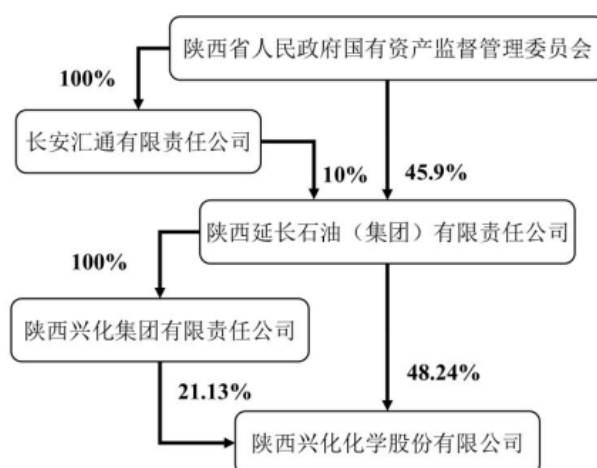 陕西省人民政府国有资产监督管理委员会
100%
长安汇通有限责任公司
10%
45.9%
陕西延长石油（集团）有限责任公司
100%
陕西兴化集团有限责任公司
48.24%
21.13%
陕西兴化化学股份有限公司